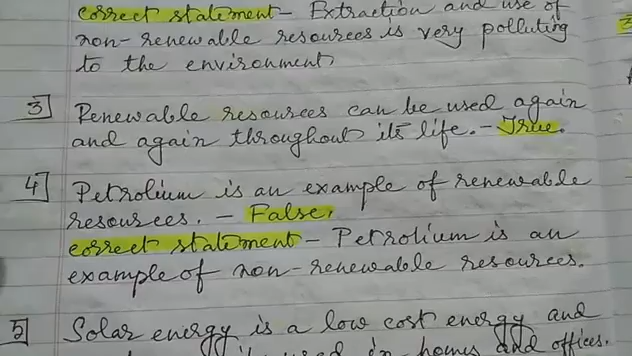 correct statement - Extraction and use of
non-renewable resources is very polluting
to the environment.
3 Renewable resources can be used again
and again throughout its life. - True.
4 Petrolium is an example of renewable
resources. - False.
correct statement - Petrolium is an
example of non-renewable resources.
5 Solar energy is a low cost energy and
used in homes and offices.